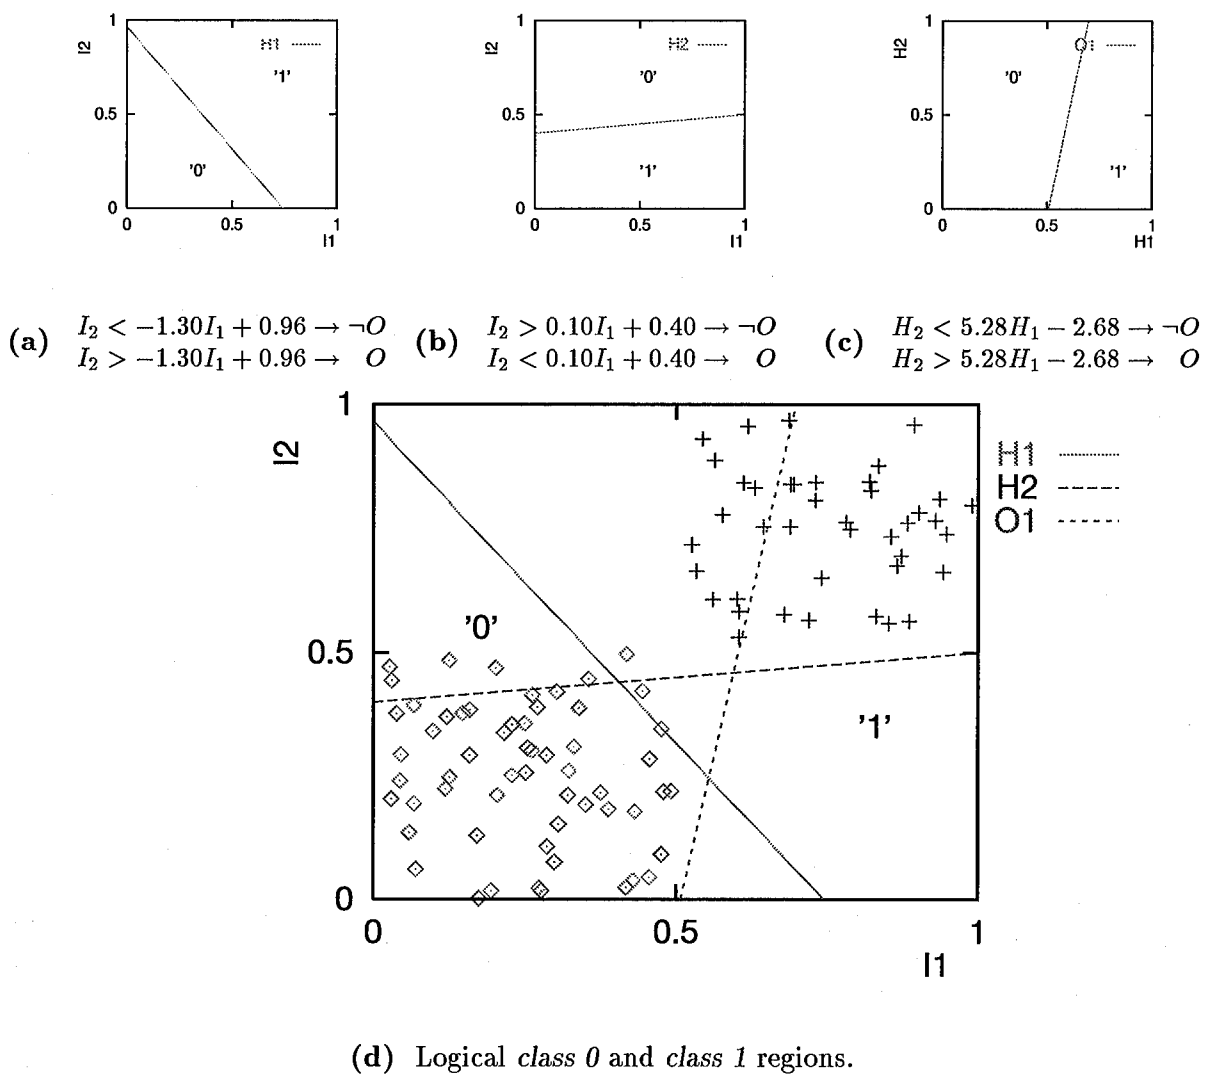 1
I2
H1
'1'
0.5
'0'
0
0
0.5
1
I1
1
I2
H2
'0'
0.5
'1'
0
0
0.5
1
I1
1
H2
O1
'0'
0.5
'1'
0
0
0.5
1
H1
(a) I₂ < −1.30I₁ + 0.96 → ¬O
I₂ > −1.30I₁ + 0.96 → O
(b) I₂ > 0.10I₁ + 0.40 → ¬O
I₂ < 0.10I₁ + 0.40 → O
(c) H₂ < 5.28H₁ − 2.68 → ¬O
H₂ > 5.28H₁ − 2.68 → O
1
I2
H1
H2
O1
'0'
0.5
'1'
0
0
0.5
1
I1
(d) Logical class 0 and class 1 regions.